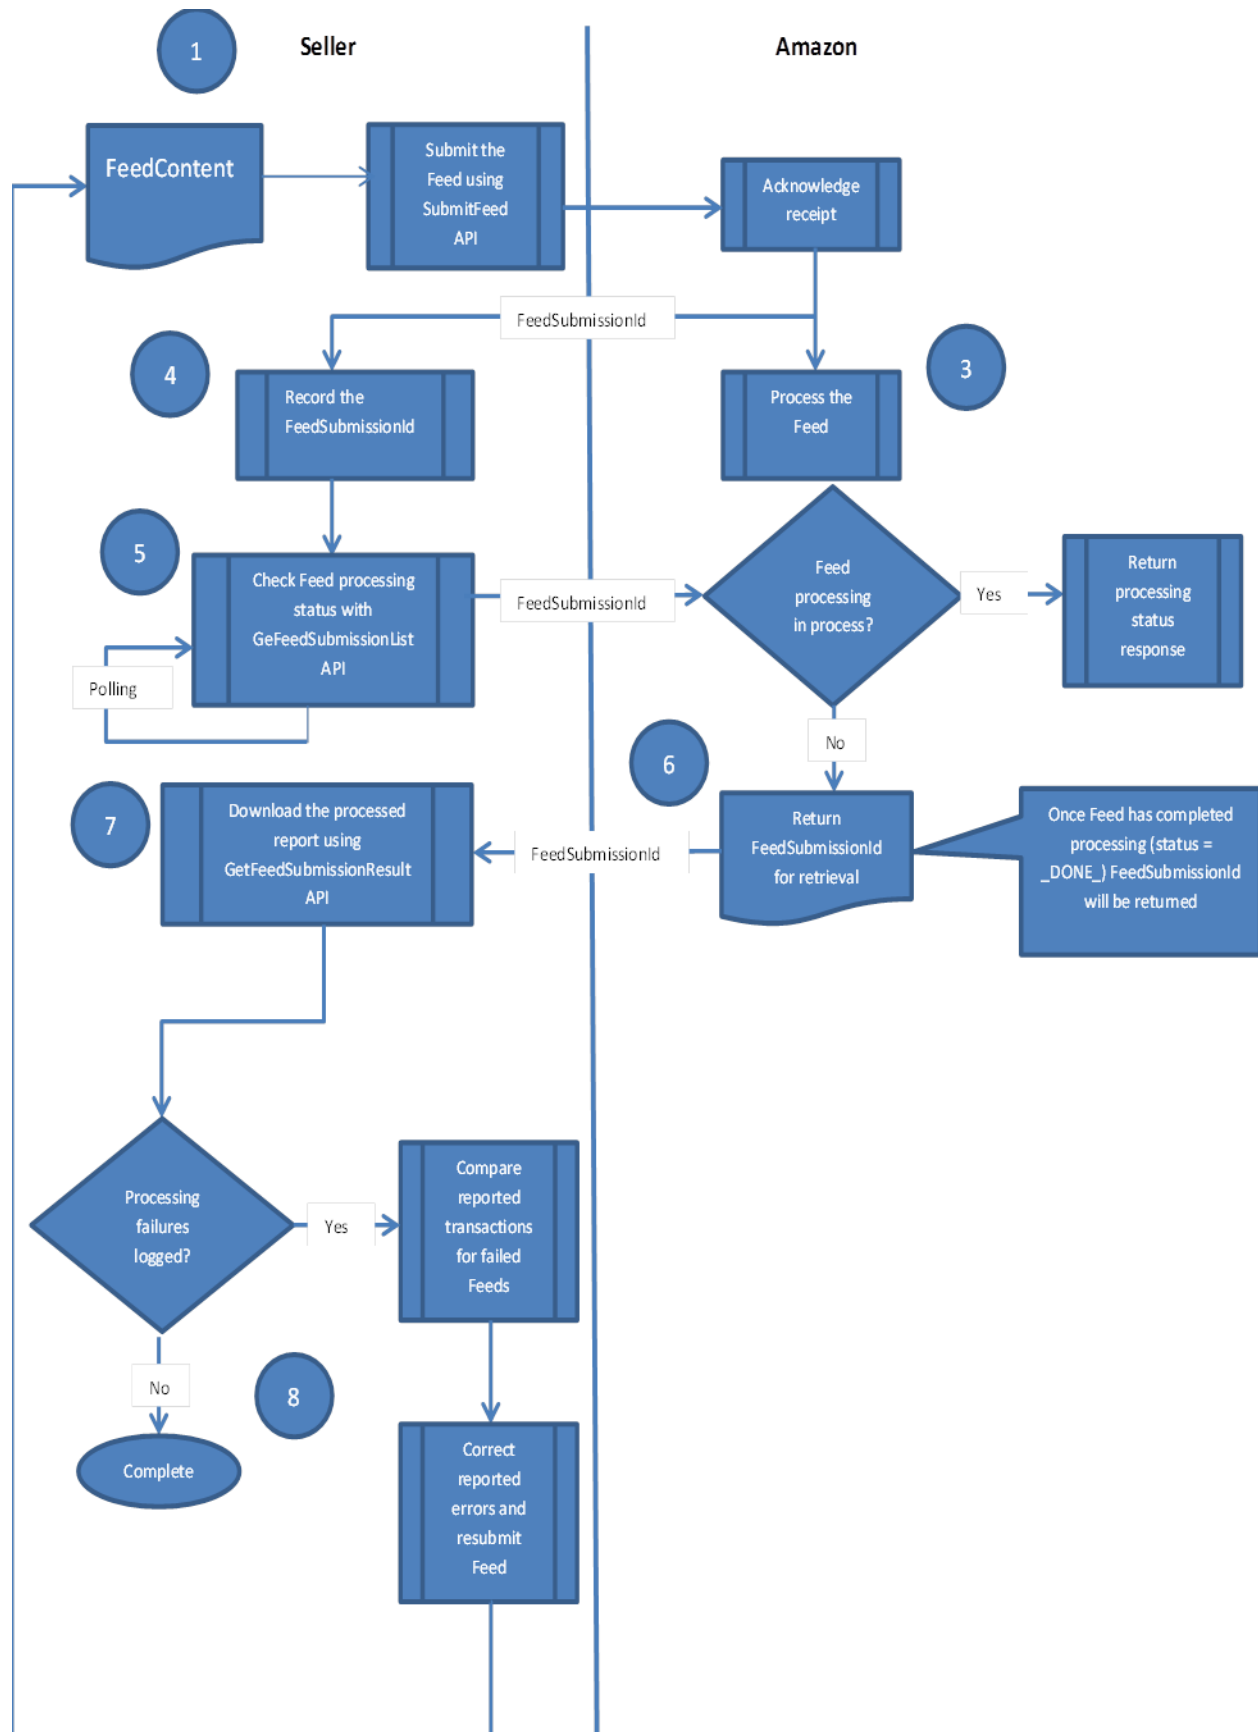 1
Seller
Amazon
FeedContent
Submit the
Feed using
SubmitFeed
API
Acknowledge
receipt
FeedSubmissionId
4
3
Record the
FeedSubmissionId
Process the
Feed
5
Check Feed processing
status with
GeFeedSubmissionList
API
Polling
FeedSubmissionId
Feed
processing
in process?
Yes
Return
processing
status
response
No
6
7
Download the processed
report using
GetFeedSubmissionResult
API
FeedSubmissionId
Return
FeedSubmissionId
for retrieval
Once Feed has completed
processing (status =
_DONE_) FeedSubmissionId
will be returned
Processing
failures
logged?
Yes
Compare
reported
transactions
for failed
Feeds
No
8
Complete
Correct
reported
errors and
resubmit
Feed